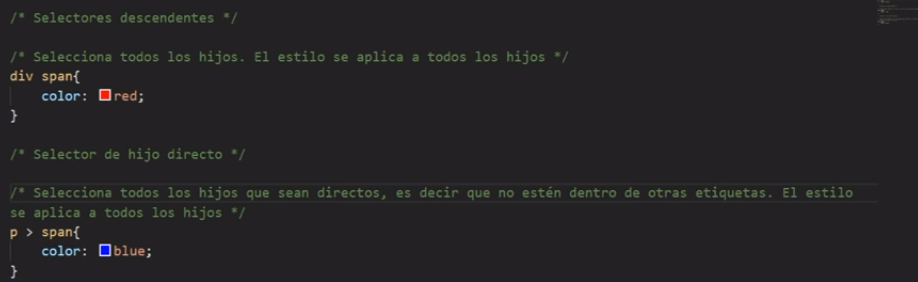 /* Selectores descendentes */
/* Selecciona todos los hijos. El estilo se aplica a todos los hijos */
div span{
    color: red;
}
/* Selector de hijo directo */
/* Selecciona todos los hijos que sean directos, es decir que no estén dentro de otras etiquetas. El estilo
se aplica a todos los hijos */
p > span{
    color: blue;
}